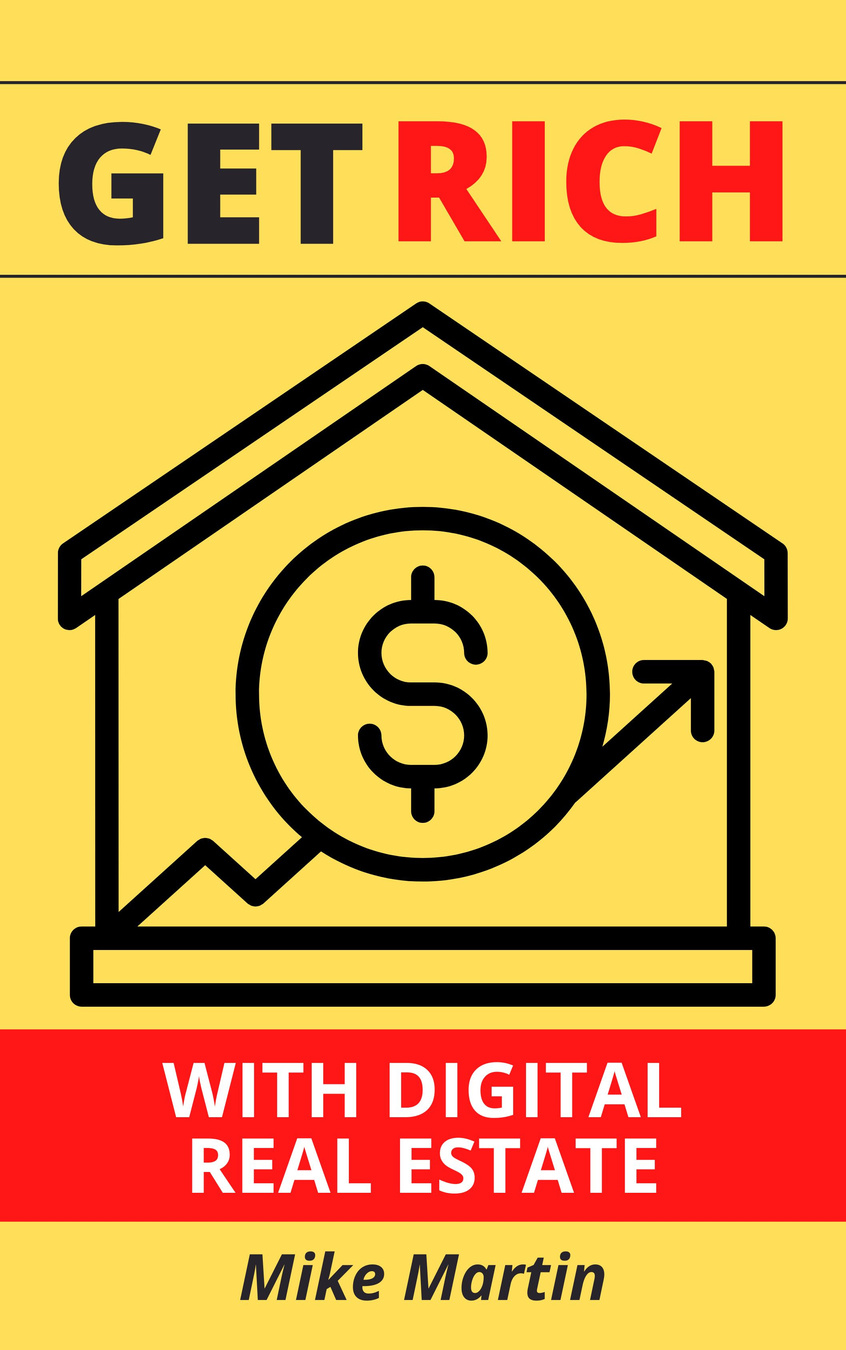 GET RICH
$
WITH DIGITAL
REAL ESTATE
Mike Martin